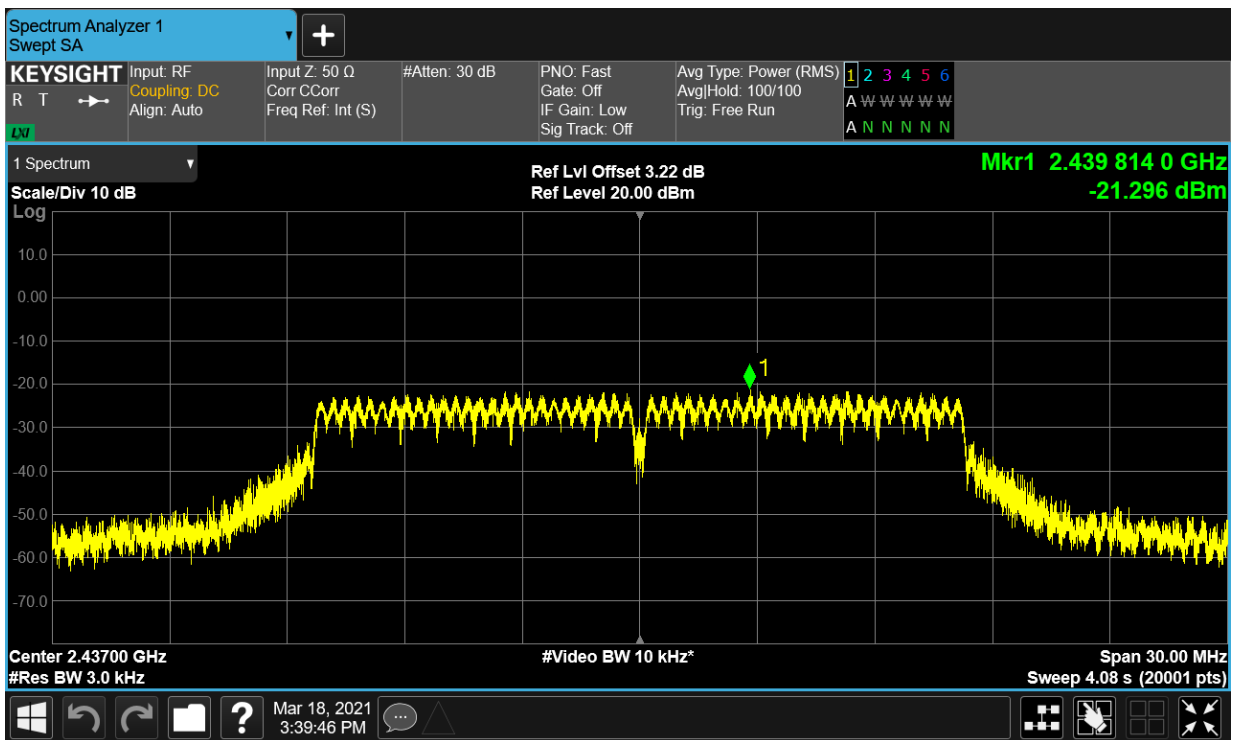 Spectrum Analyzer 1
Swept SA
KEYSIGHT
R T
LXI
Input: RF
Coupling: DC
Align: Auto
Input Z: 50 Ω
Corr CCorr
Freq Ref: Int (S)
#Atten: 30 dB
PNO: Fast
Gate: Off
IF Gain: Low
Sig Track: Off
Avg Type: Power (RMS)
Avg|Hold: 100/100
Trig: Free Run
1 2 3 4 5 6
A W W W W W
A N N N N N
1 Spectrum
Scale/Div 10 dB
Log
Ref Lvl Offset 3.22 dB
Ref Level 20.00 dBm
Mkr1 2.439 814 0 GHz
-21.296 dBm
10.0
0.00
-10.0
-20.0
-30.0
-40.0
-50.0
-60.0
-70.0
1
Center 2.43700 GHz
#Res BW 3.0 kHz
#Video BW 10 kHz*
Span 30.00 MHz
Sweep 4.08 s (20001 pts)
?
Mar 18, 2021
3:39:46 PM